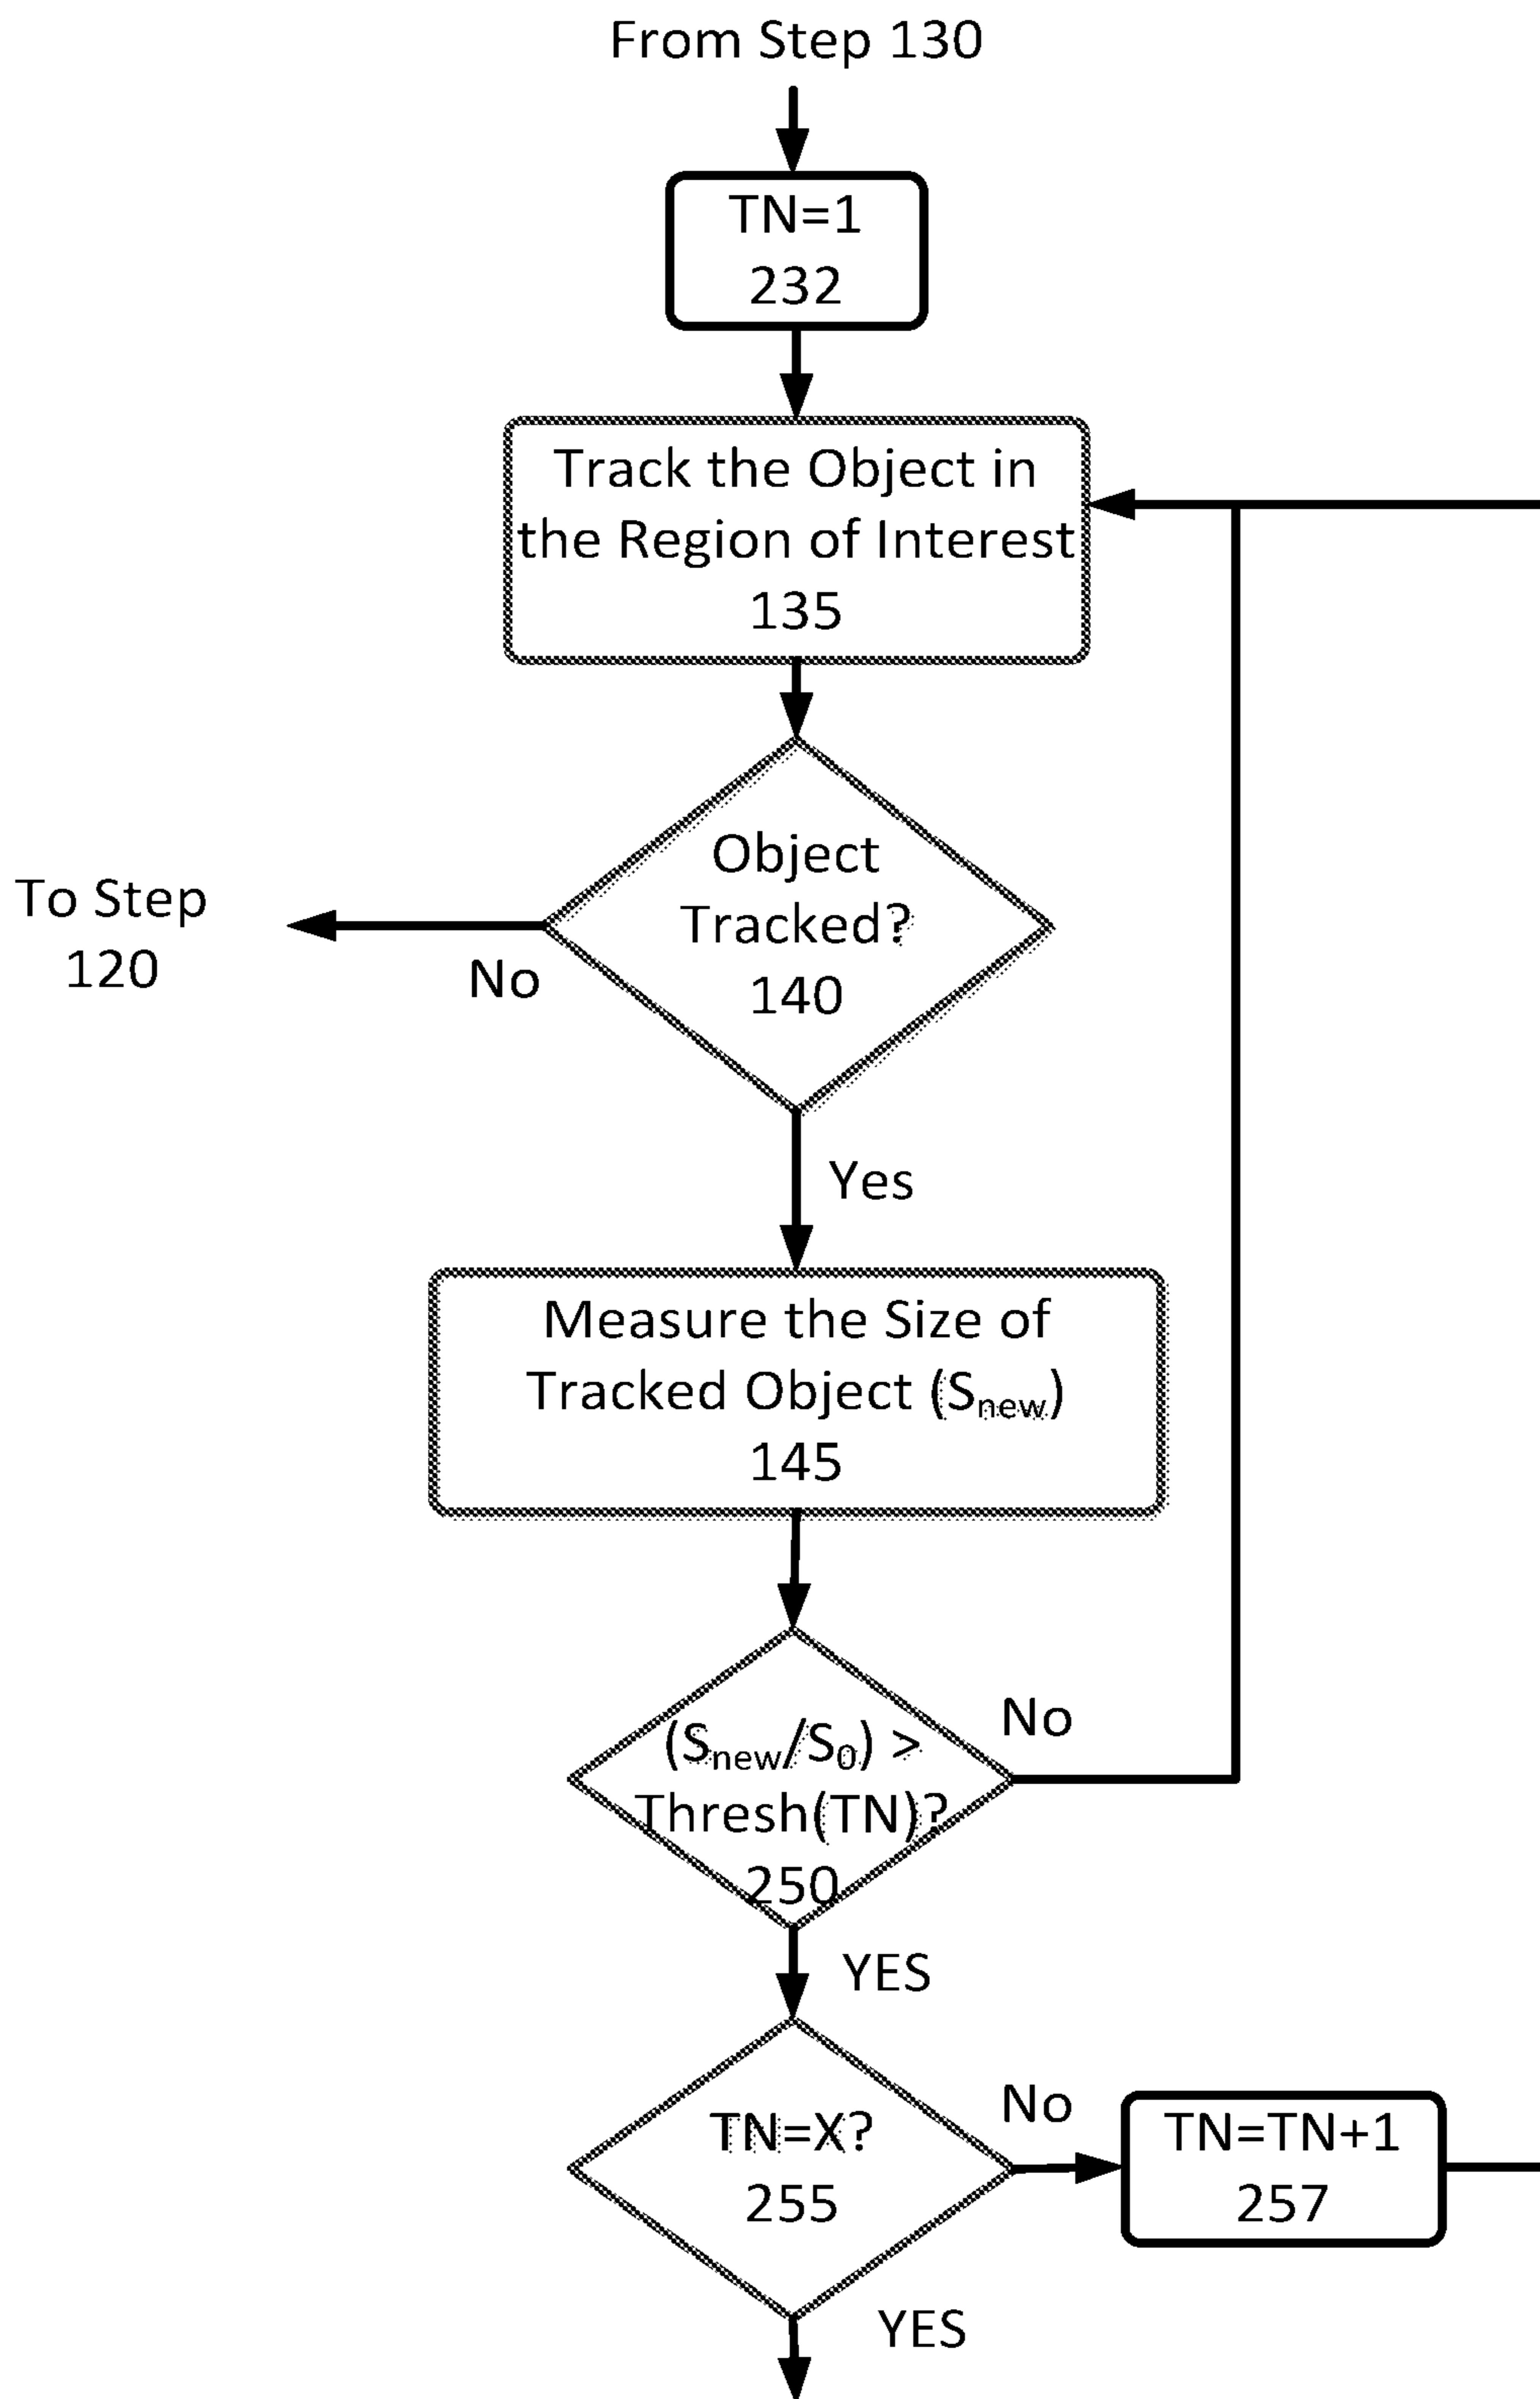 From Step 130
TN=1
232
Track the Object in
the Region of Interest
135
Object
Tracked?
140
To Step
120
No
Yes
Measure the Size of
Tracked Object (Snew)
145
(Snew/S0) >
Thresh(TN)?
250
No
YES
TN=X?
255
No
TN=TN+1
257
YES